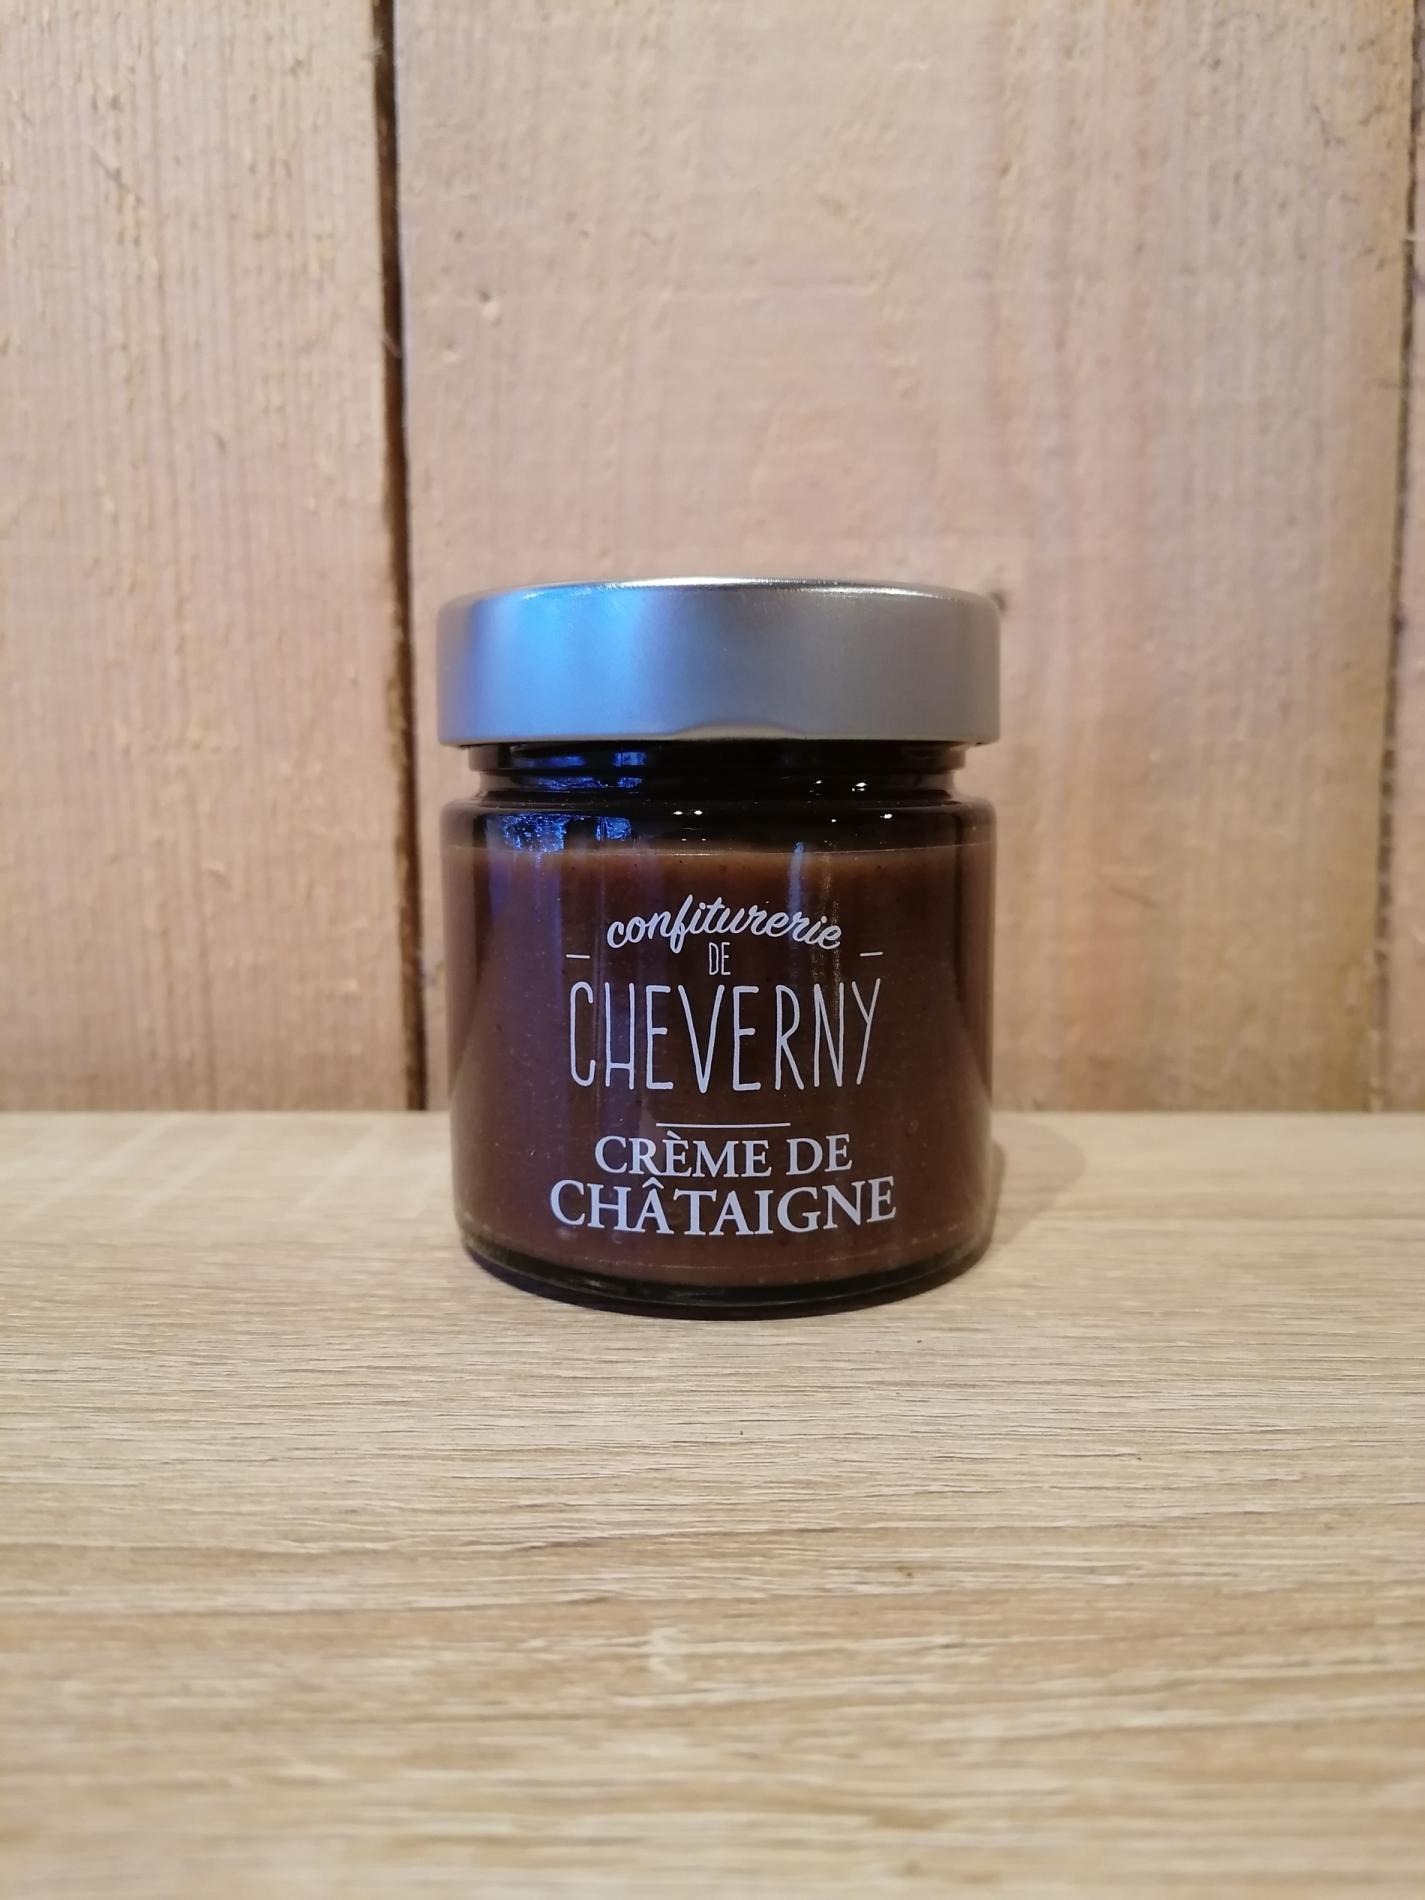 confiturerie
DE
CHEVERNY
CRÈME DE
CHÂTAIGNE